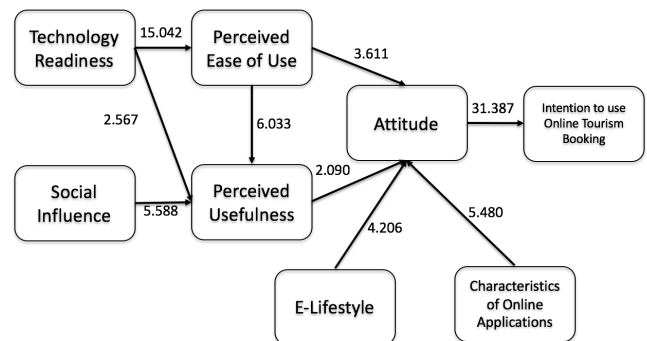 Technology
Readiness
15.042
Perceived
Ease of Use
3.611
2.567
6.033
Attitude
31.387
Intention to use
Online Tourism
Booking
Social
Influence
5.588
Perceived
Usefulness
2.090
4.206
5.480
E-Lifestyle
Characteristics
of Online
Applications